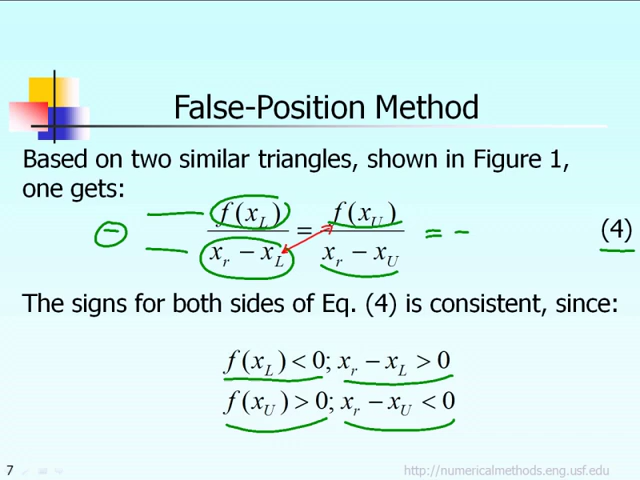 False-Position Method
Based on two similar triangles, shown in Figure 1,
one gets:
f(x_L) / (x_r − x_L) = f(x_U) / (x_r − x_U) (4)
− = −
The signs for both sides of Eq. (4) is consistent, since:
f(x_L) < 0; x_r − x_L > 0
f(x_U) > 0; x_r − x_U < 0
7
http://numericalmethods.eng.usf.edu